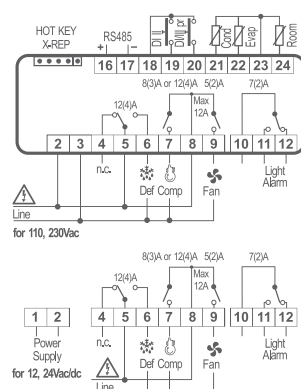 HOT KEY
X-REP
RS485
+ -
DI II
DI/II pr
Cond
Evap
Room
16 17 18 19 20 21 22 23 24
8(3)A or 12(4)A 5(2)A 7(2)A
12(4)A
Max
12A
2 3 4 5 6 7 8 9 10 11 12
n.c.
Def Comp Fan
Light
Alarm
Line
for 110, 230Vac
8(3)A or 12(4)A 5(2)A 7(2)A
12(4)A
Max
12A
1 2 4 5 6 7 8 9 10 11 12
Power
Supply
for 12, 24Vac/dc
n.c.
Def Comp Fan
Light
Alarm
Line